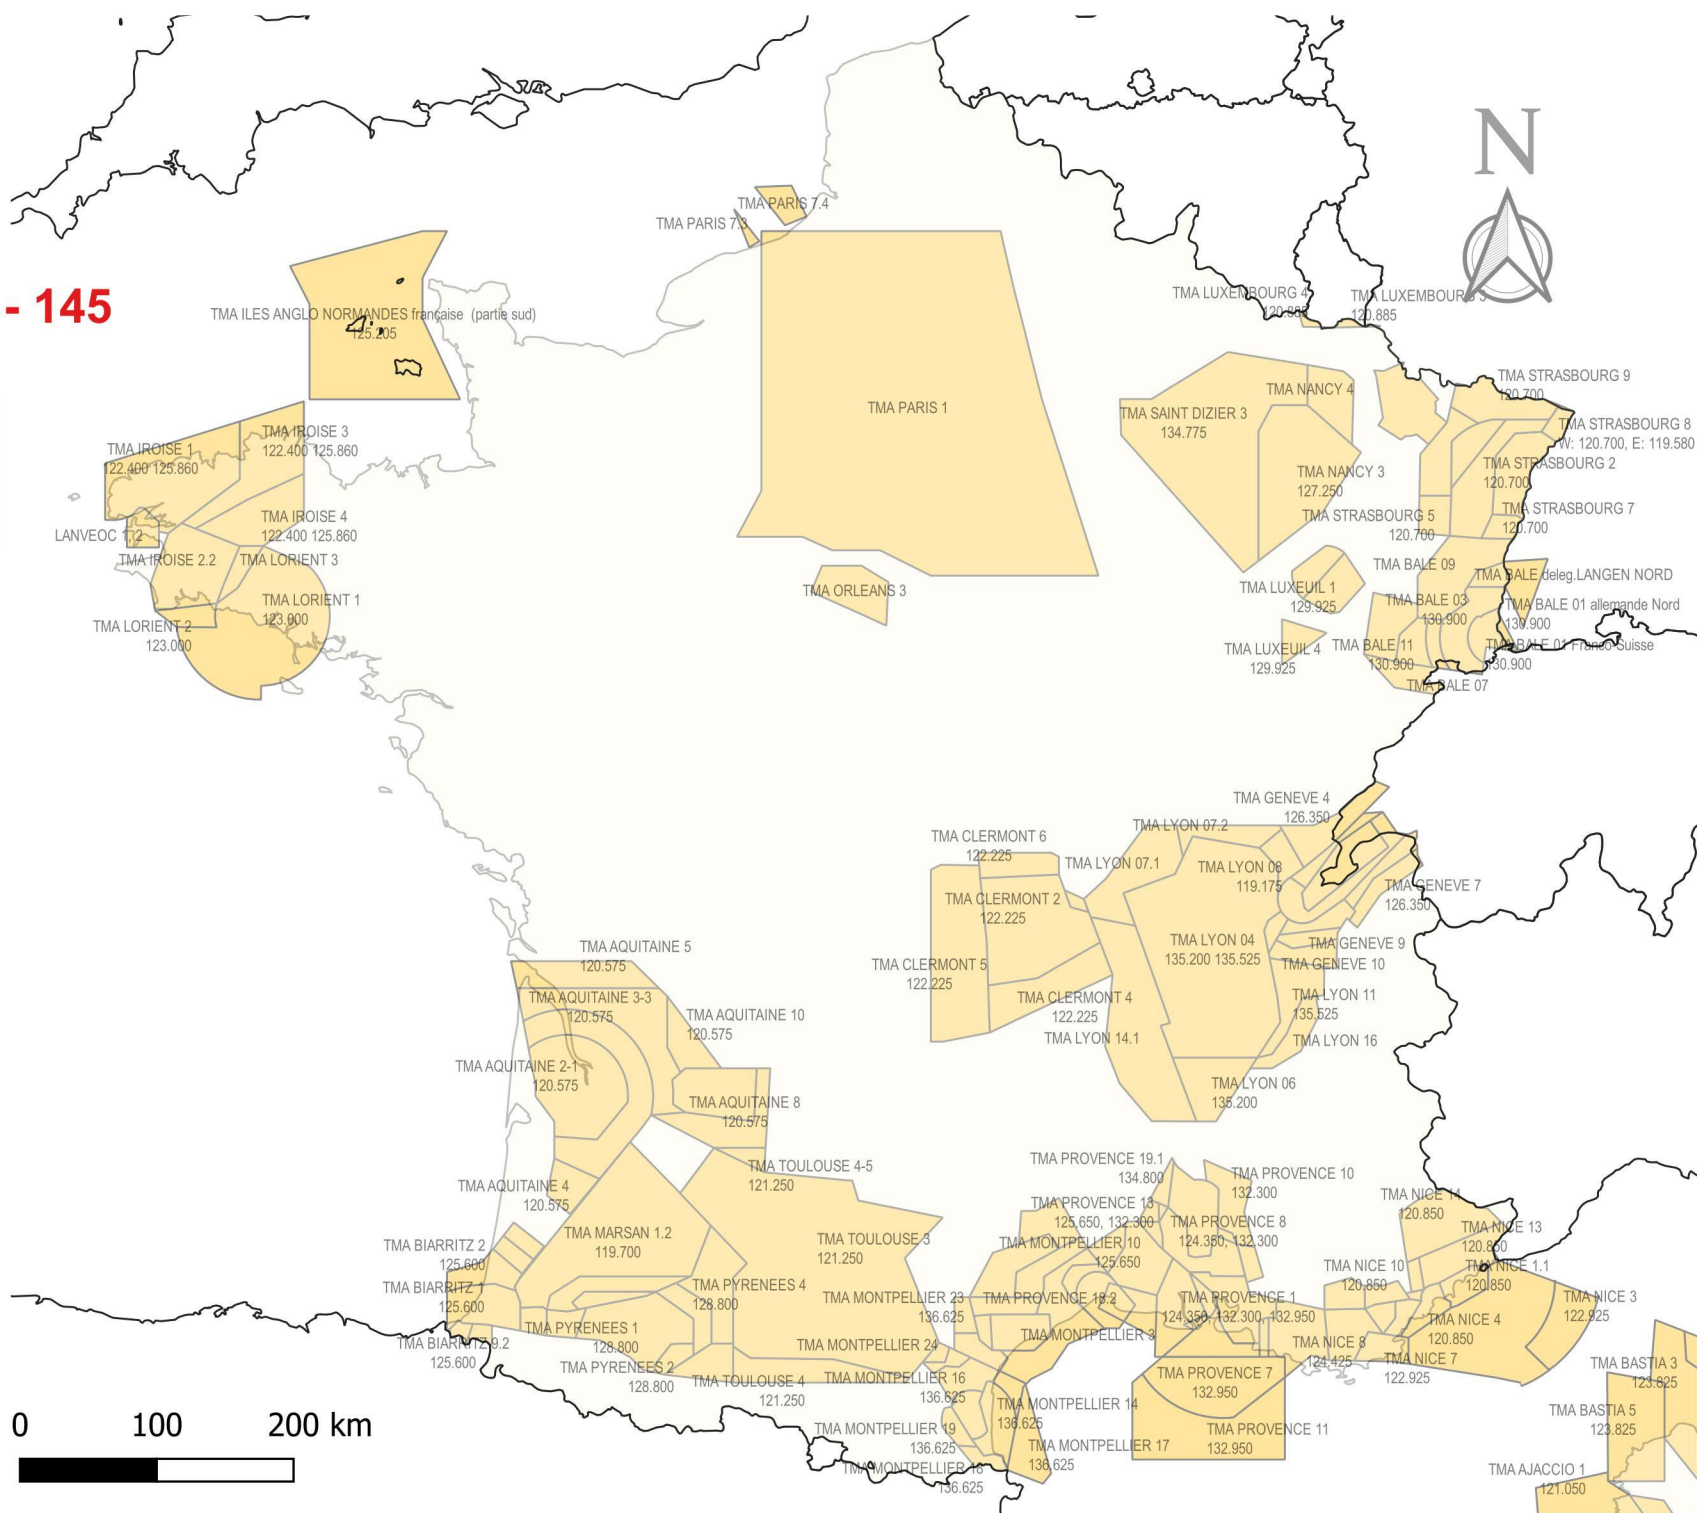 N
TMA PARIS 7.4
TMA PARIS 7.3
- 145
TMA ILES ANGLO NORMANDES française (partie sud)
125.205
TMA LUXEMBOURG 4
120.885
TMA LUXEMBOURG 3
120.885
TMA PARIS 1
TMA SAINT DIZIER 3
134.775
TMA NANCY 4
TMA NANCY 3
127.250
TMA STRASBOURG 9
120.700
TMA STRASBOURG 8
W: 120.700, E: 119.580
TMA STRASBOURG 2
120.700
TMA STRASBOURG 7
120.700
TMA STRASBOURG 5
120.700
TMA IROISE 1
122.400 125.860
TMA IROISE 3
122.400 125.860
TMA IROISE 4
122.400 125.860
LANVEOC 1, 2
TMA IROISE 2.2
TMA LORIENT 3
TMA LORIENT 1
123.000
TMA LORIENT 2
123.000
TMA ORLEANS 3
TMA LUXEUIL 1
129.925
TMA LUXEUIL 4
129.925
TMA BALE 09
TMA BALE deleg.LANGEN NORD
TMA BALE 03
130.900
TMA BALE 01 allemande Nord
130.900
TMA BALE 11
130.900
TMA BALE 01 Franco-Suisse
130.900
TMA BALE 07
TMA GENEVE 4
126.350
TMA LYON 07.2
TMA CLERMONT 6
122.225
TMA LYON 07.1
TMA LYON 08
119.175
TMA GENEVE 7
126.350
TMA CLERMONT 2
122.225
TMA LYON 04
135.200 135.525
TMA GENEVE 9
TMA GENEVE 10
TMA CLERMONT 5
122.225
TMA CLERMONT 4
122.225
TMA LYON 11
135.525
TMA LYON 14.1
TMA LYON 16
TMA LYON 06
135.200
TMA AQUITAINE 5
120.575
TMA AQUITAINE 3-3
120.575
TMA AQUITAINE 10
120.575
TMA AQUITAINE 2-1
120.575
TMA AQUITAINE 8
120.575
TMA AQUITAINE 4
120.575
TMA TOULOUSE 4-5
121.250
TMA MARSAN 1.2
119.700
TMA TOULOUSE 3
121.250
TMA BIARRITZ 2
125.600
TMA BIARRITZ 1
125.600
TMA BIARRITZ 9.2
125.600
TMA PYRENEES 4
128.800
TMA PYRENEES 1
128.800
TMA PYRENEES 2
128.800
TMA TOULOUSE 4
121.250
TMA PROVENCE 19.1
134.800
TMA PROVENCE 10
132.300
TMA PROVENCE 13
125.650, 132.300
TMA PROVENCE 8
124.350, 132.300
TMA MONTPELLIER 10
125.650
TMA MONTPELLIER 23
136.625
TMA PROVENCE 18.2
TMA PROVENCE 1
124.350, 132.300, 132.950
TMA MONTPELLIER 3
TMA MONTPELLIER 24
TMA MONTPELLIER 16
136.625
TMA MONTPELLIER 14
136.625
TMA MONTPELLIER 19
136.625
TMA MONTPELLIER 17
136.625
TMA MONTPELLIER 18
136.625
TMA PROVENCE 7
132.950
TMA PROVENCE 11
132.950
TMA NICE 14
120.850
TMA NICE 13
120.850
TMA NICE 10
120.850
TMA NICE 1.1
120.850
TMA NICE 3
122.925
TMA NICE 4
120.850
TMA NICE 8
124.425
TMA NICE 7
122.925
TMA BASTIA 3
123.825
TMA BASTIA 5
123.825
TMA AJACCIO 1
121.050
0 100 200 km